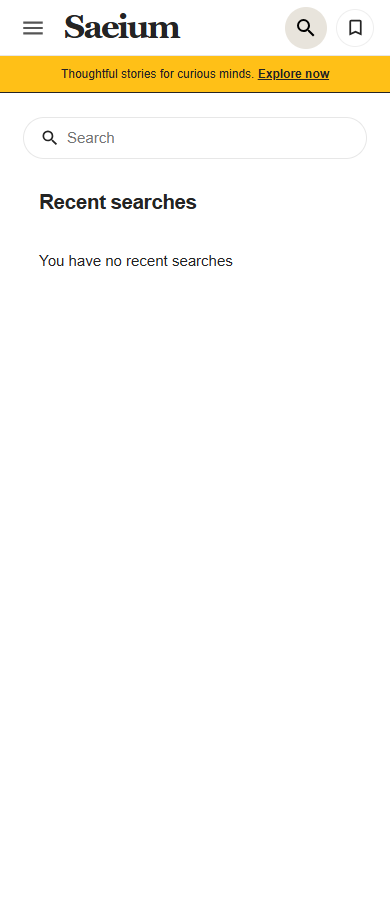 Saeium
Thoughtful stories for curious minds. Explore now
Search
Recent searches
You have no recent searches